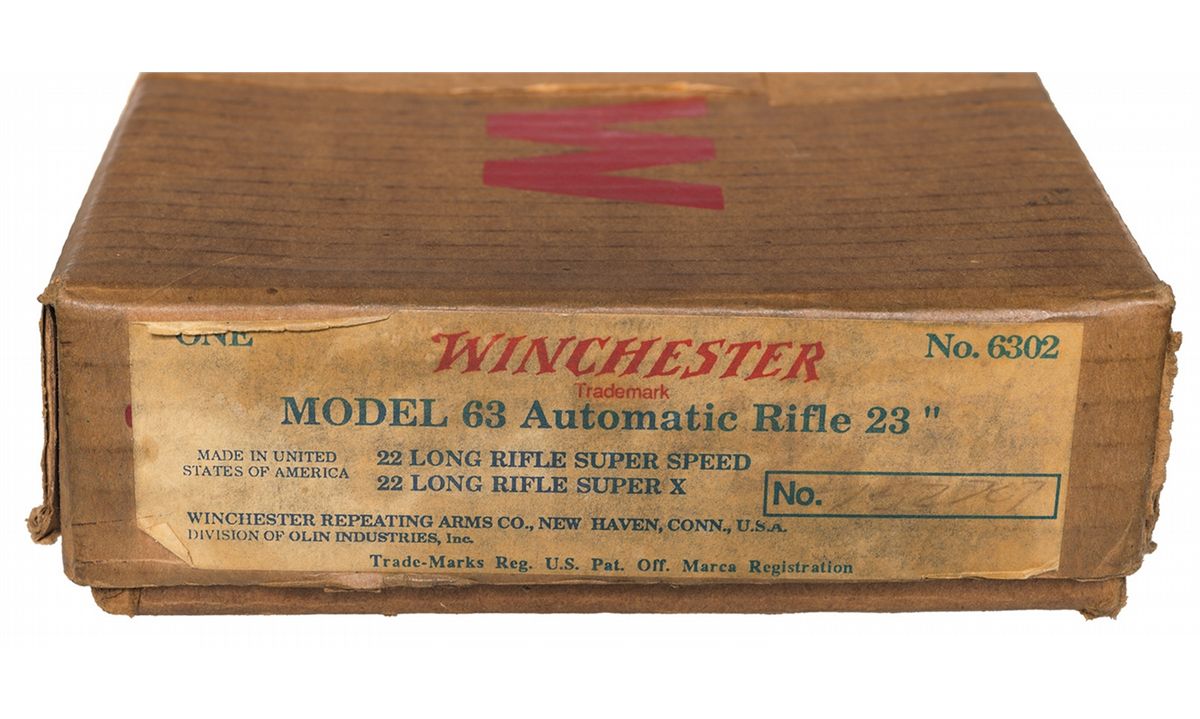 W
ONE
WINCHESTER
Trademark
No. 6302
MODEL 63 Automatic Rifle 23 "
MADE IN UNITED
STATES OF AMERICA
22 LONG RIFLE SUPER SPEED
22 LONG RIFLE SUPER X
No.
WINCHESTER REPEATING ARMS CO., NEW HAVEN, CONN., U.S.A.
DIVISION OF OLIN INDUSTRIES, Inc.
Trade-Marks Reg. U.S. Pat. Off. Marca Registration